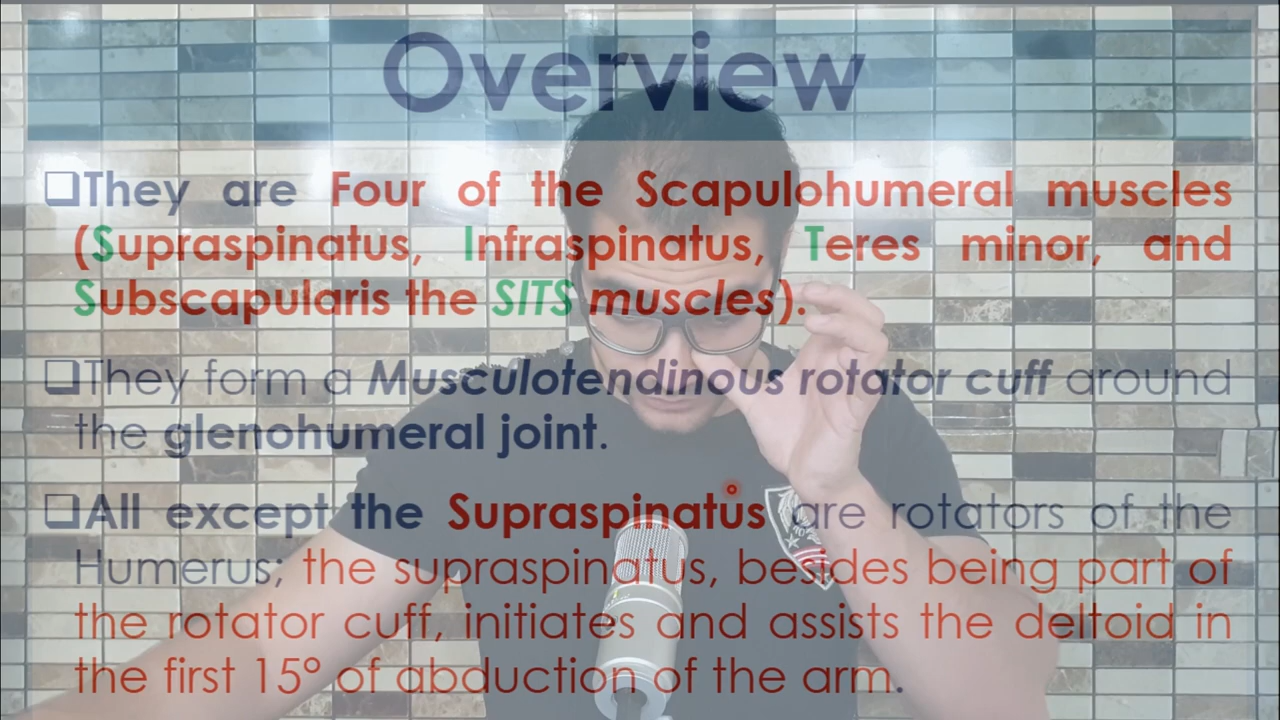 Overview
❑They are Four of the Scapulohumeral muscles
(Supraspinatus, Infraspinatus, Teres minor, and
Subscapularis the SITS muscles).
❑They form a Musculotendinous rotator cuff around
the glenohumeral joint.
❑All except the Supraspinatus are rotators of the
Humerus; the supraspinatus, besides being part of
the rotator cuff, initiates and assists the deltoid in
the first 15° of abduction of the arm.